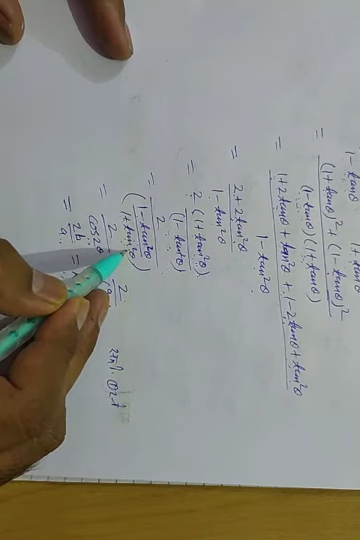 1-tanθ 1+tanθ
= (1+tanθ)² + (1-tanθ)²
(1-tanθ) (1+tanθ)
= 1+2tanθ + tan²θ + 1-2tanθ + tan²θ
1-tan²θ
= 2+2tan²θ
1-tan²θ
= 2 (1+tan²θ)
(1-tan²θ)
= 2
(1-tan²θ
1+tan²θ)
= 2
cos2θ
2
= 2b
a